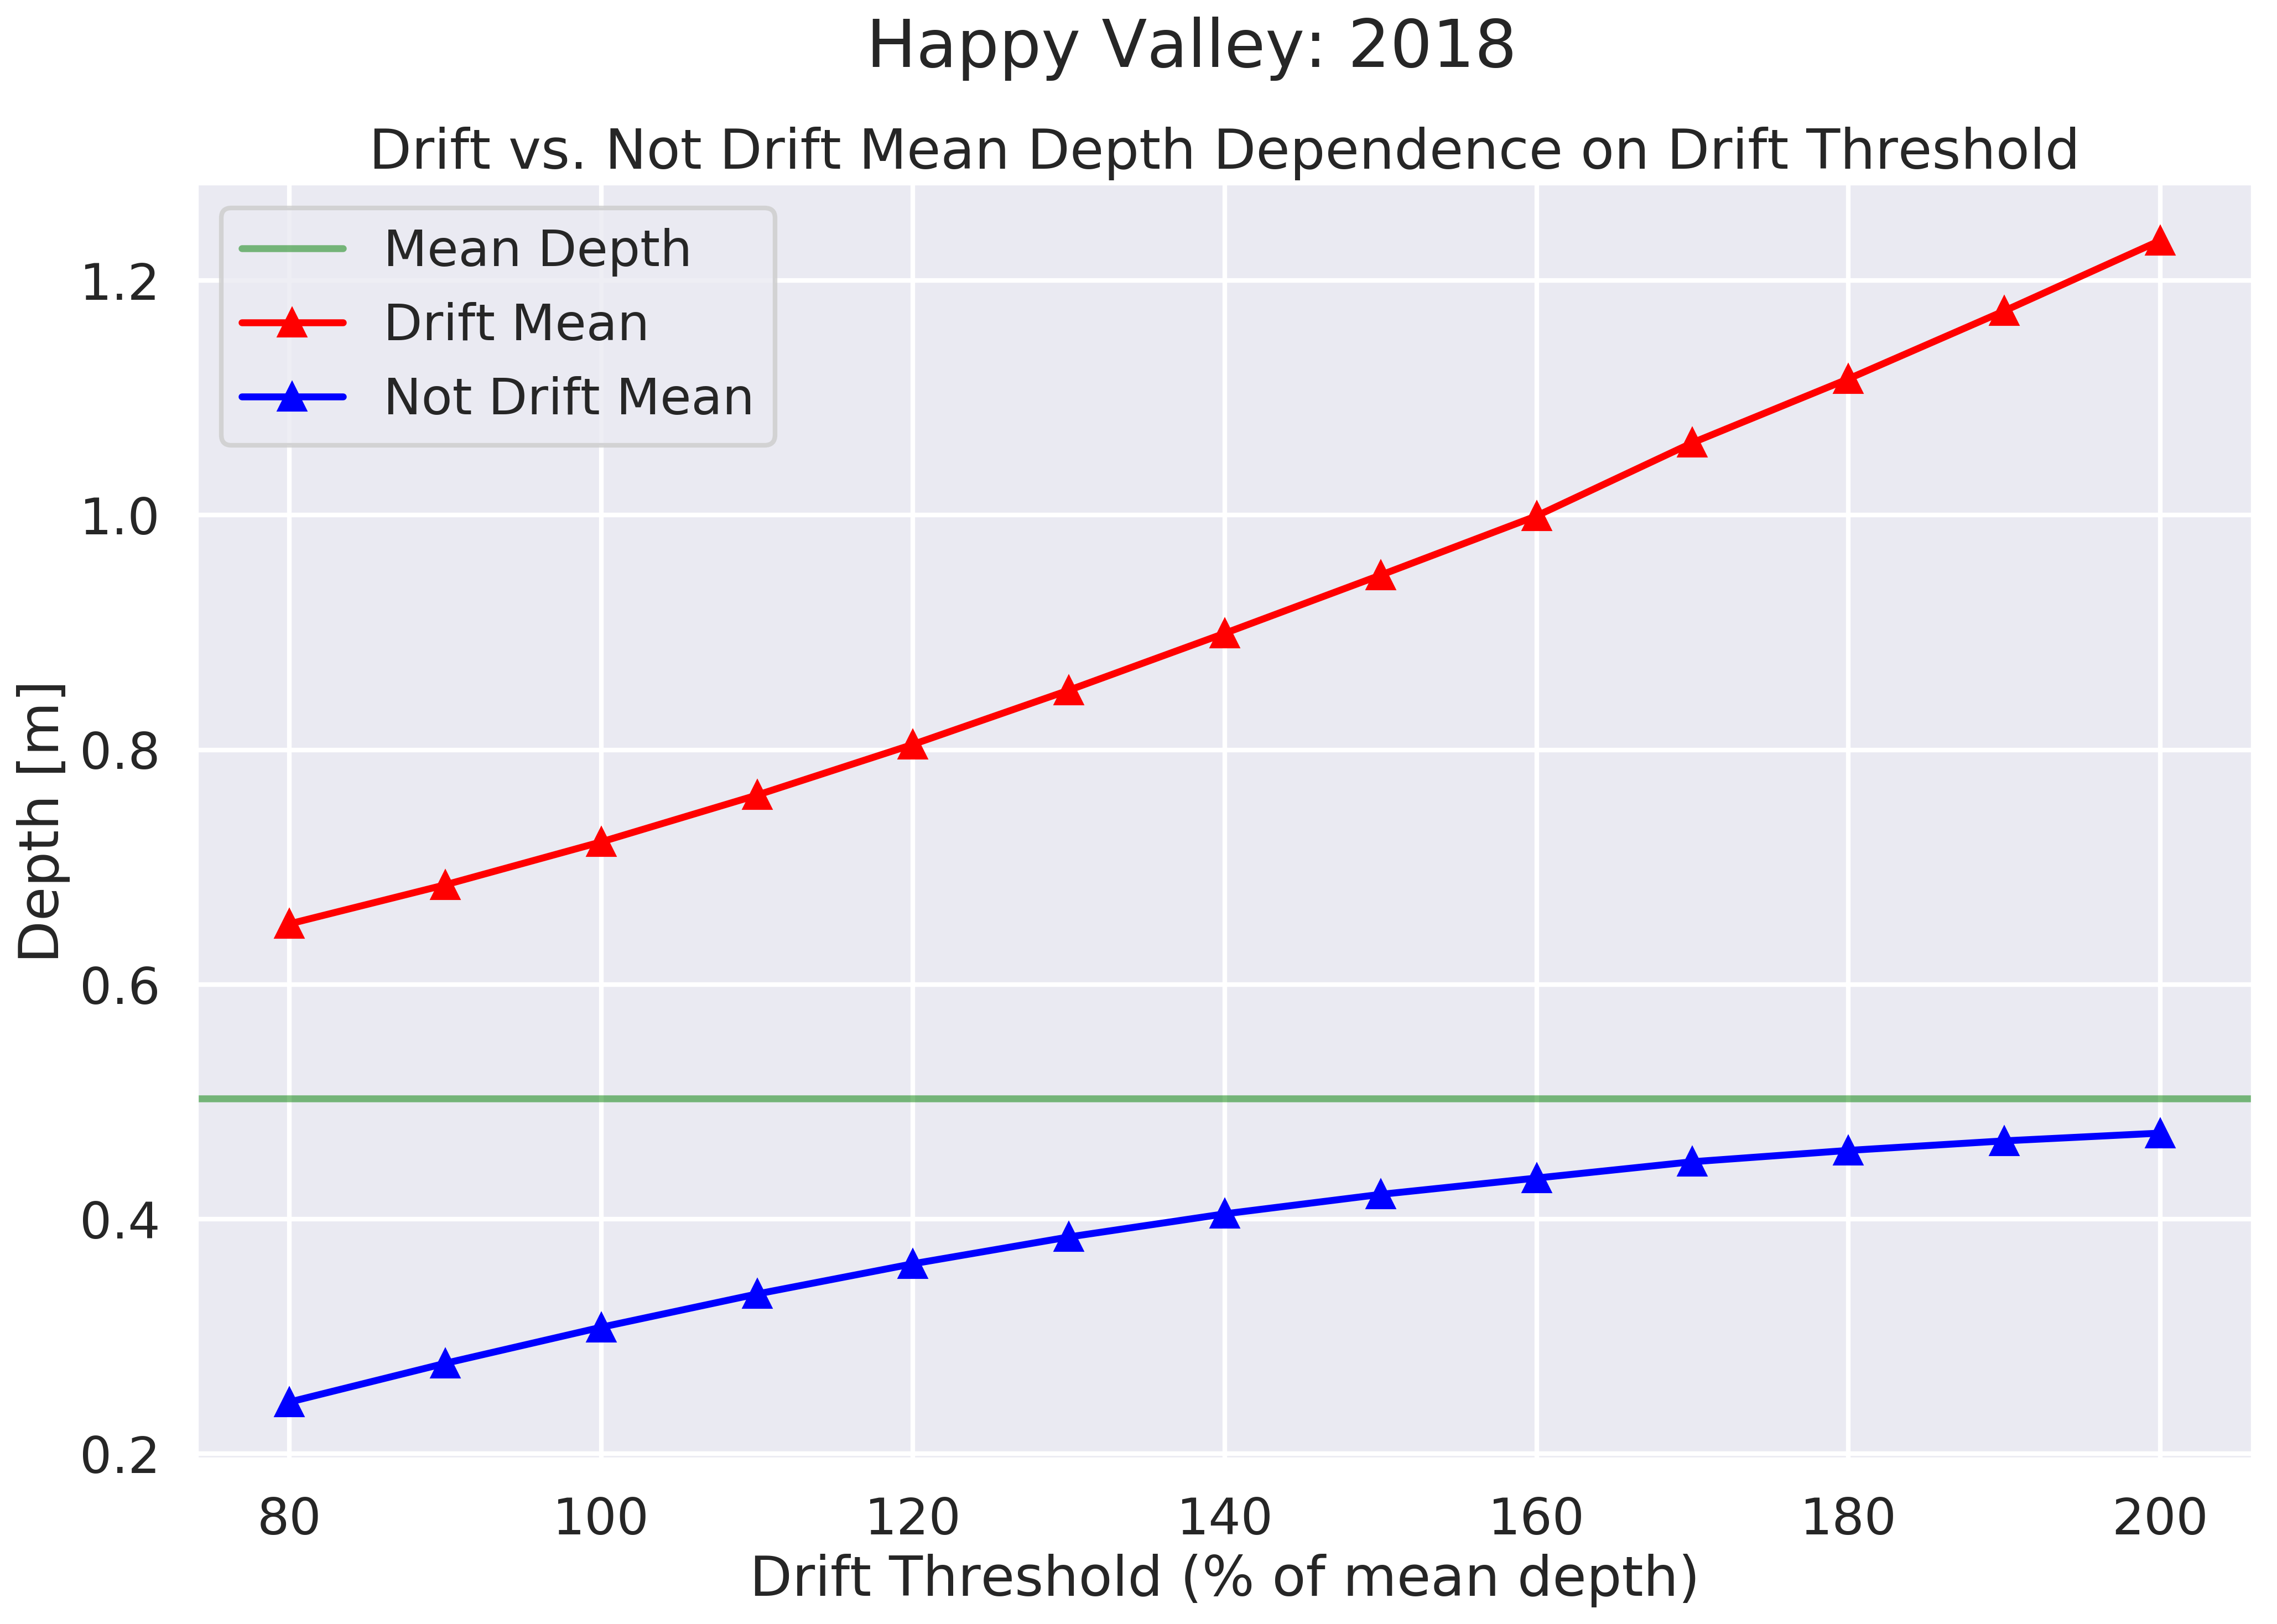 Happy Valley: 2018
Drift vs. Not Drift Mean Depth Dependence on Drift Threshold
Mean Depth
Drift Mean
Not Drift Mean
1.2
1.0
0.8
0.6
0.4
0.2
Depth [m]
80 100 120 140 160 180 200
Drift Threshold (% of mean depth)